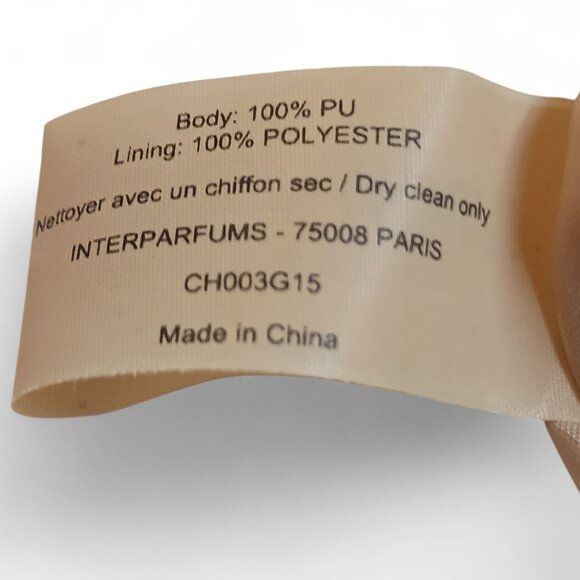 Body: 100% PU
Lining: 100% POLYESTER
Nettoyer avec un chiffon sec / Dry clean only
INTERPARFUMS - 75008 PARIS
CH003G15
Made in China